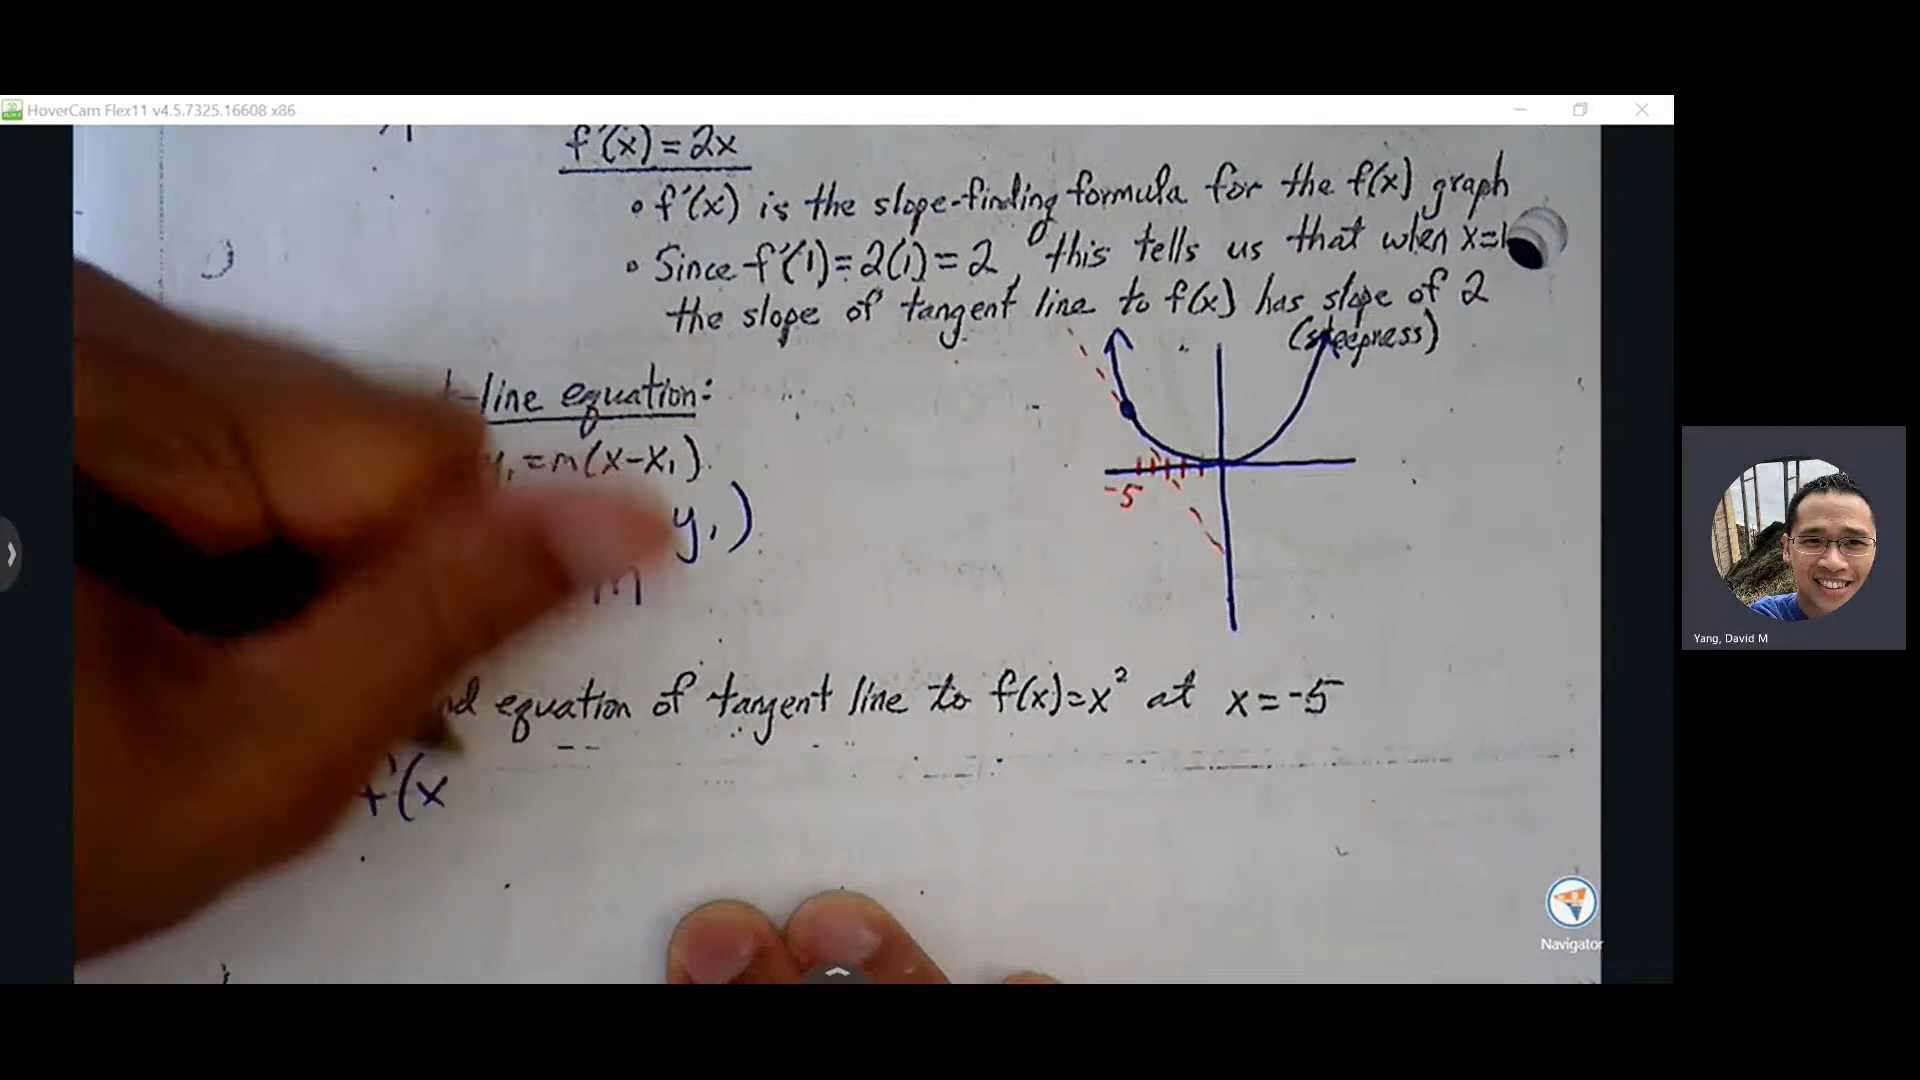 HoverCam Flex11 v4.5.7325.16608 x86
f'(x) = 2x
• f'(x) is the slope-finding formula for the f(x) graph
• Since f'(1) = 2(1) = 2, this tells us that when x=1
the slope of tangent line to f(x) has slope of 2
(steepness)
-line equation:
y₁ = m(x-x₁)
y₁)
m
-5
equation of tangent line to f(x)=x² at x=-5
f'(x
Yang, David M
Navigator